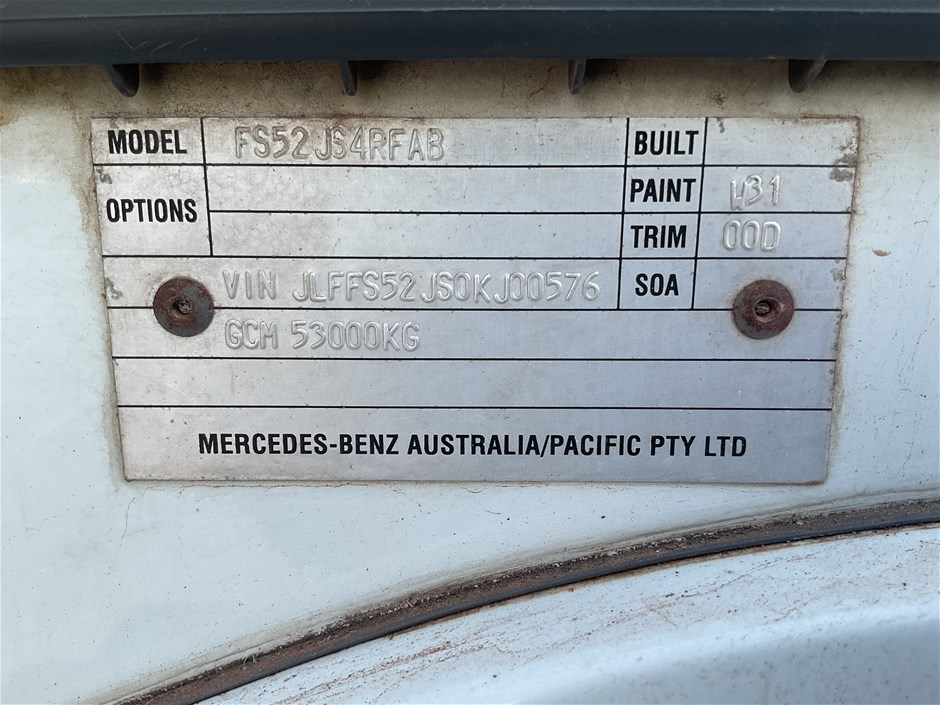 MODEL FS52JS4RFAB BUILT
OPTIONS PAINT W31
TRIM 00D
VIN JLFFS52JS0KJ00576 SOA
GCM 53000KG
MERCEDES-BENZ AUSTRALIA/PACIFIC PTY LTD